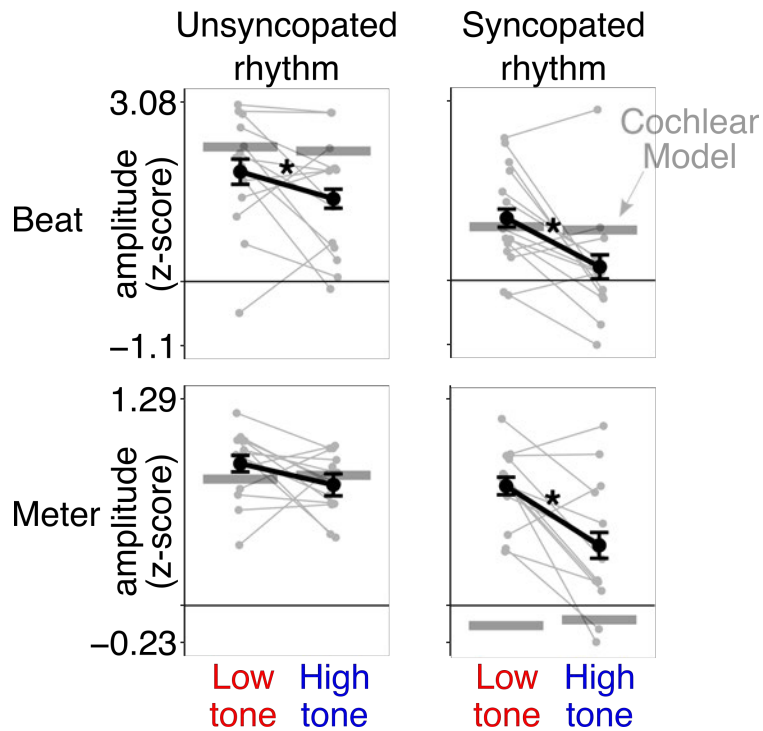 Unsyncopated
rhythm
Syncopated
rhythm
Beat
amplitude
(z-score)
3.08
−1.1
*
*
Cochlear
Model
Meter
amplitude
(z-score)
1.29
−0.23
*
Low
tone
High
tone
Low
tone
High
tone